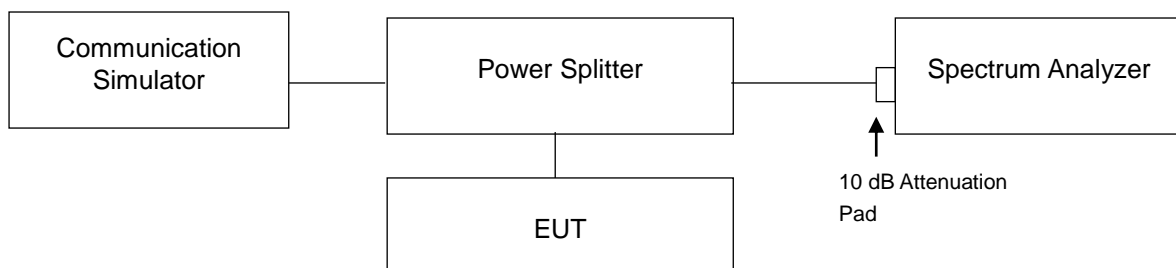 Communication
Simulator
Power Splitter
Spectrum Analyzer
10 dB Attenuation
Pad
EUT